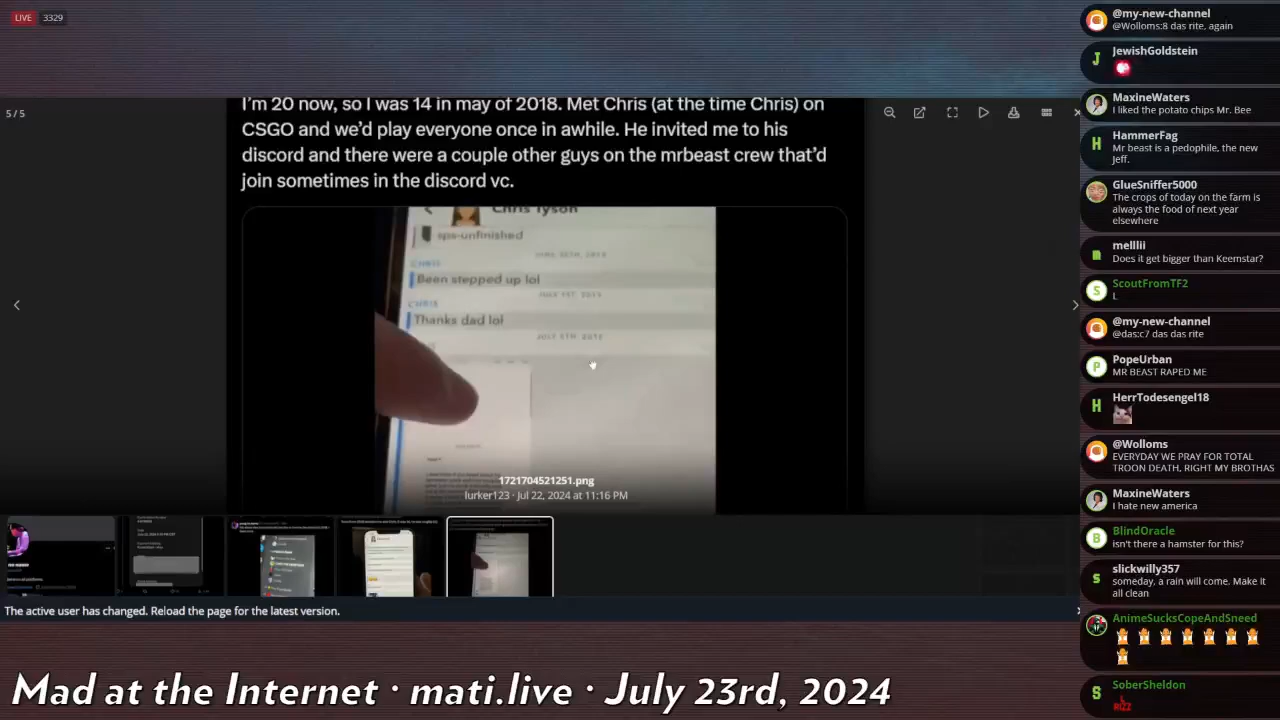 LIVE 3329
5/5
I'm 20 now, so I was 14 in may of 2018. Met Chris (at the time Chris) on
CSGO and we'd play everyone once in awhile. He invited me to his
discord and there were a couple other guys on the mrbeast crew that'd
join sometimes in the discord vc.
Chris Tyson
sps-unfinished
CHRIS
Been stepped up lol
CHRIS
Thanks dad lol
1721704521251.png
lurker123 · Jul 22, 2024 at 11:16 PM
The active user has changed. Reload the page for the latest version.
Mad at the Internet · mati.live · July 23rd, 2024
@my-new-channel
@Wolloms:8 das rite, again
J
JewishGoldstein
MaxineWaters
I liked the potato chips Mr. Bee
H
HammerFag
Mr beast is a pedophile, the new
Jeff.
GlueSniffer5000
The crops of today on the farm is
always the food of next year
elsewhere
m
melllii
Does it get bigger than Keemstar?
S
ScoutFromTF2
L
@my-new-channel
@das:c7 das das rite
P
PopeUrban
MR BEAST RAPED ME
H
HerrTodesengel18
@Wolloms
EVERYDAY WE PRAY FOR TOTAL
TROON DEATH, RIGHT MY BROTHAS
MaxineWaters
I hate new america
B
BlindOracle
isn't there a hamster for this?
s
slickwilly357
someday, a rain will come. Make it
all clean
AnimeSucksCopeAndSneed
S
SoberSheldon
RIZZ